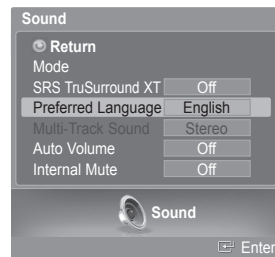 Sound
Return
Mode
SRS TruSurround XT Off
Preferred Language English
Multi-Track Sound Stereo
Auto Volume Off
Internal Mute Off
Sound
Enter